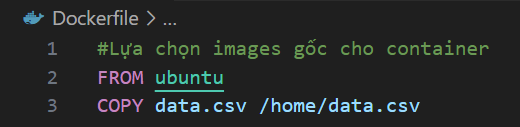 Dockerfile > ...
1 #Lựa chọn images gốc cho container
2 FROM ubuntu
3 COPY data.csv /home/data.csv